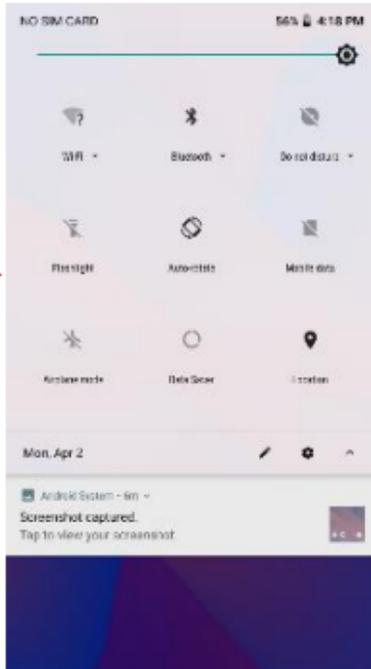 NO SIM CARD 56% 4:18 PM
WiFi Bluetooth Do not disturb
Flashlight Auto-rotate Mobile data
Airplane mode Data Saver Location
Mon, Apr 2
Android System - 6m
Screenshot captured.
Tap to view your screenshot.